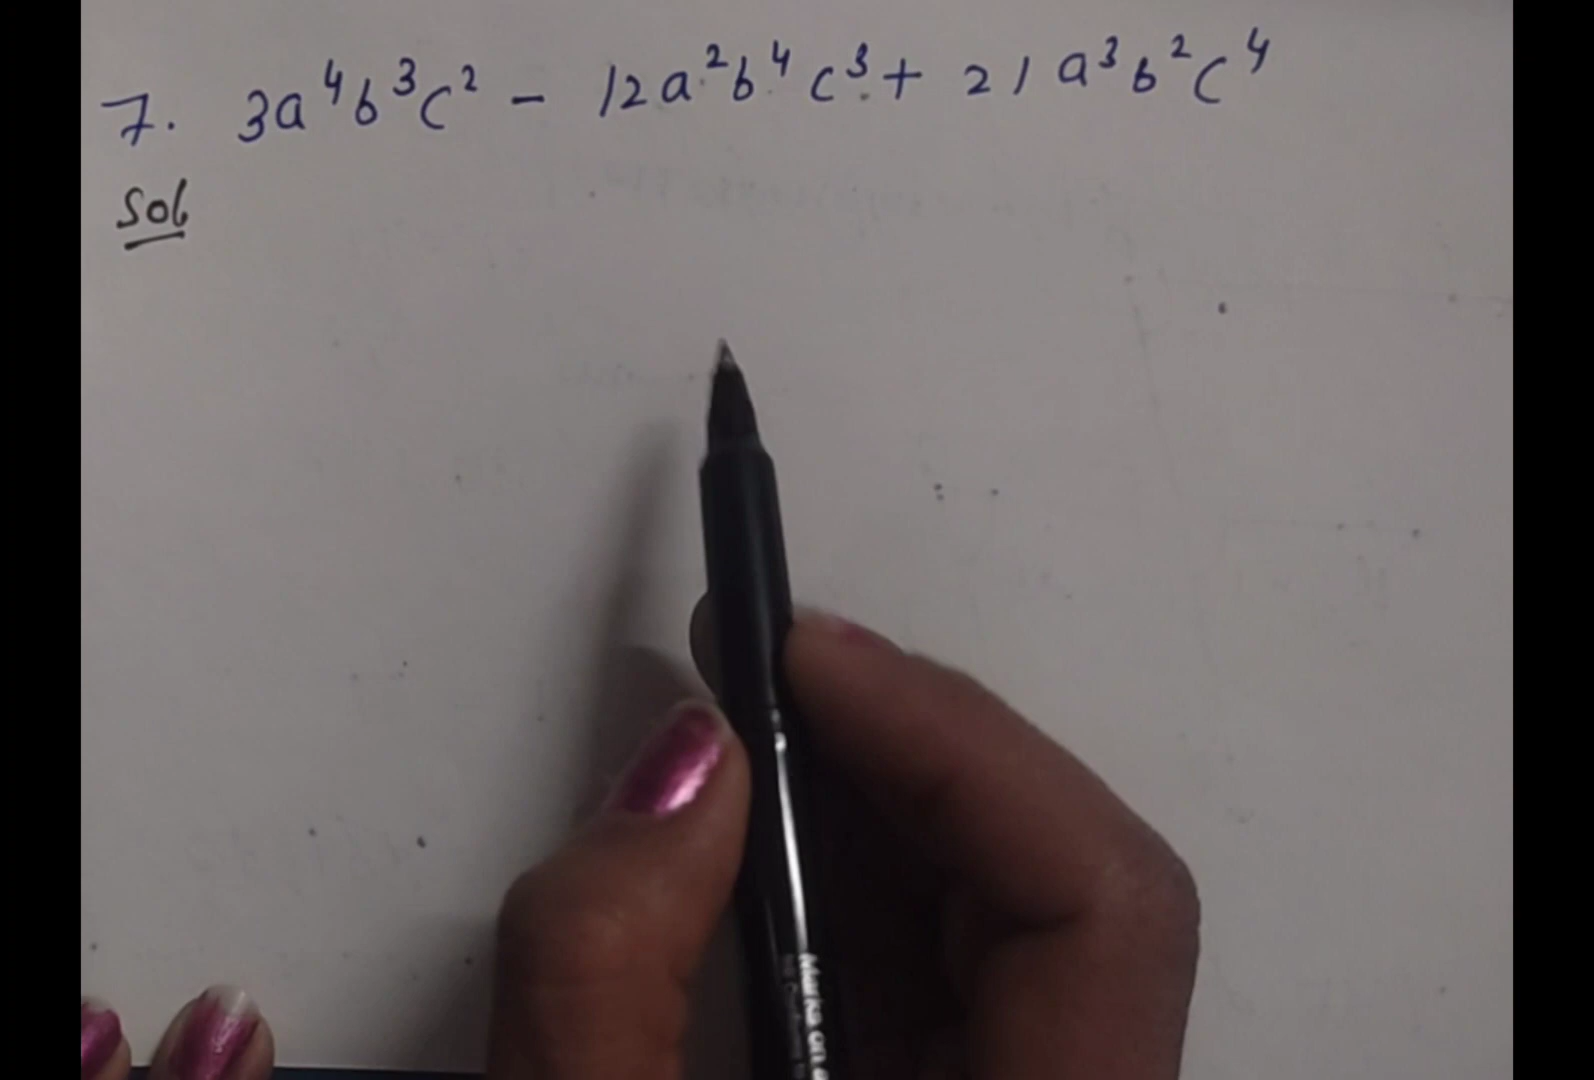 7. 3a⁴b³c² - 12a²b⁴c³ + 21a³b²c⁴
Sol